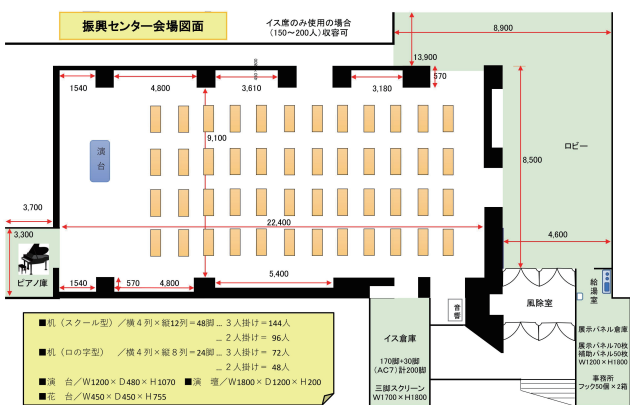 振興センター会場図面
イス席のみ使用の場合
(150〜200人) 収容可
8,900
13,900
1540
4,800
3,610
3,180
570
9,100
演台
8,500
ロビー
3,700
22,400
3,300
4,600
ピアノ庫
1540
570
4,800
5,400
音響
風除室
給湯室
イス倉庫
170脚+30脚
(AC7) 計200脚
三脚スクリーン
W1700×H1800
展示パネル倉庫
展示パネル70枚
補助パネル50枚
W1200×H1800
事務所
フック50個×2箱
■机(スクール型)/横4列×縦12列=48脚… 3人掛け=144人
… 2人掛け= 96人
■机(ロの字型) /横4列×縦8列=24脚… 3人掛け= 72人
… 2人掛け= 48人
■演 台/W1200×D480×H1070 ■演 壇/W1800×D1200×H200
■花 台/W450×D450×H755